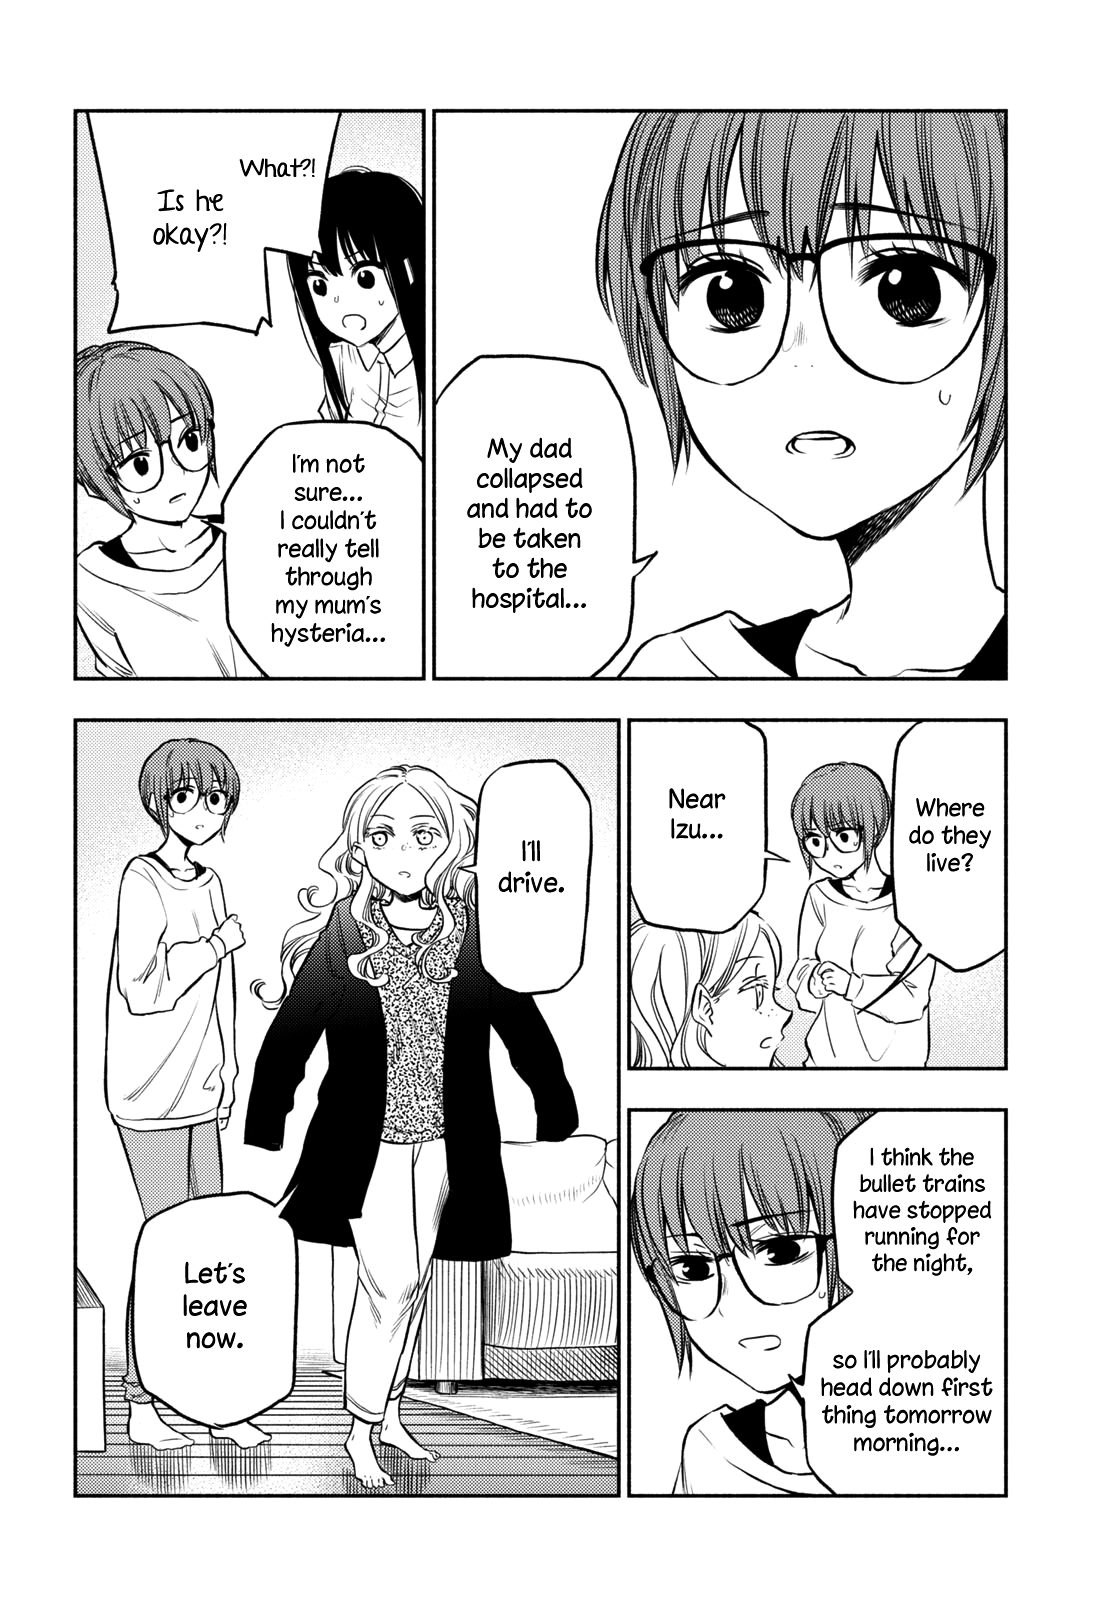 My dad
collapsed
and had to
be taken
to the
hospital...
What?!
Is he
okay?!
I'm not
sure...
I couldn't
really tell
through
my mum's
hysteria...
Where
do they
live?
Near
Izu...
I think the
bullet trains
have stopped
running for
the night,
so I'll probably
head down first
thing tomorrow
morning...
I'll
drive.
Let's
leave
now.